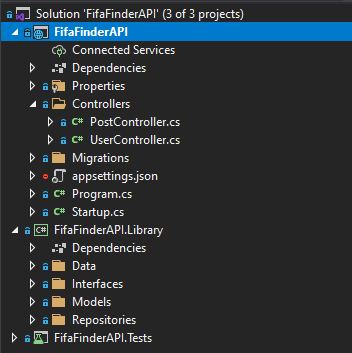 Solution 'FifaFinderAPI' (3 of 3 projects)
FifaFinderAPI
Connected Services
Dependencies
Properties
Controllers
C# PostController.cs
C# UserController.cs
Migrations
appsettings.json
C# Program.cs
C# Startup.cs
C# FifaFinderAPI.Library
Dependencies
Data
Interfaces
Models
Repositories
FifaFinderAPI.Tests